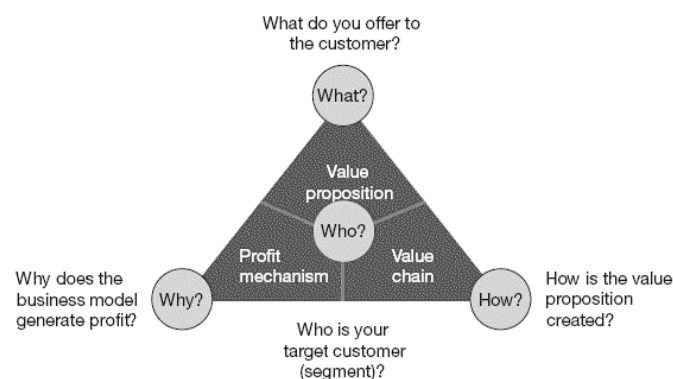 What do you offer to
the customer?
What?
Value
proposition
Who?
Profit
mechanism
Value
chain
Why does the
business model
generate profit?
Why?
How?
How is the value
proposition
created?
Who is your
target customer
(segment)?